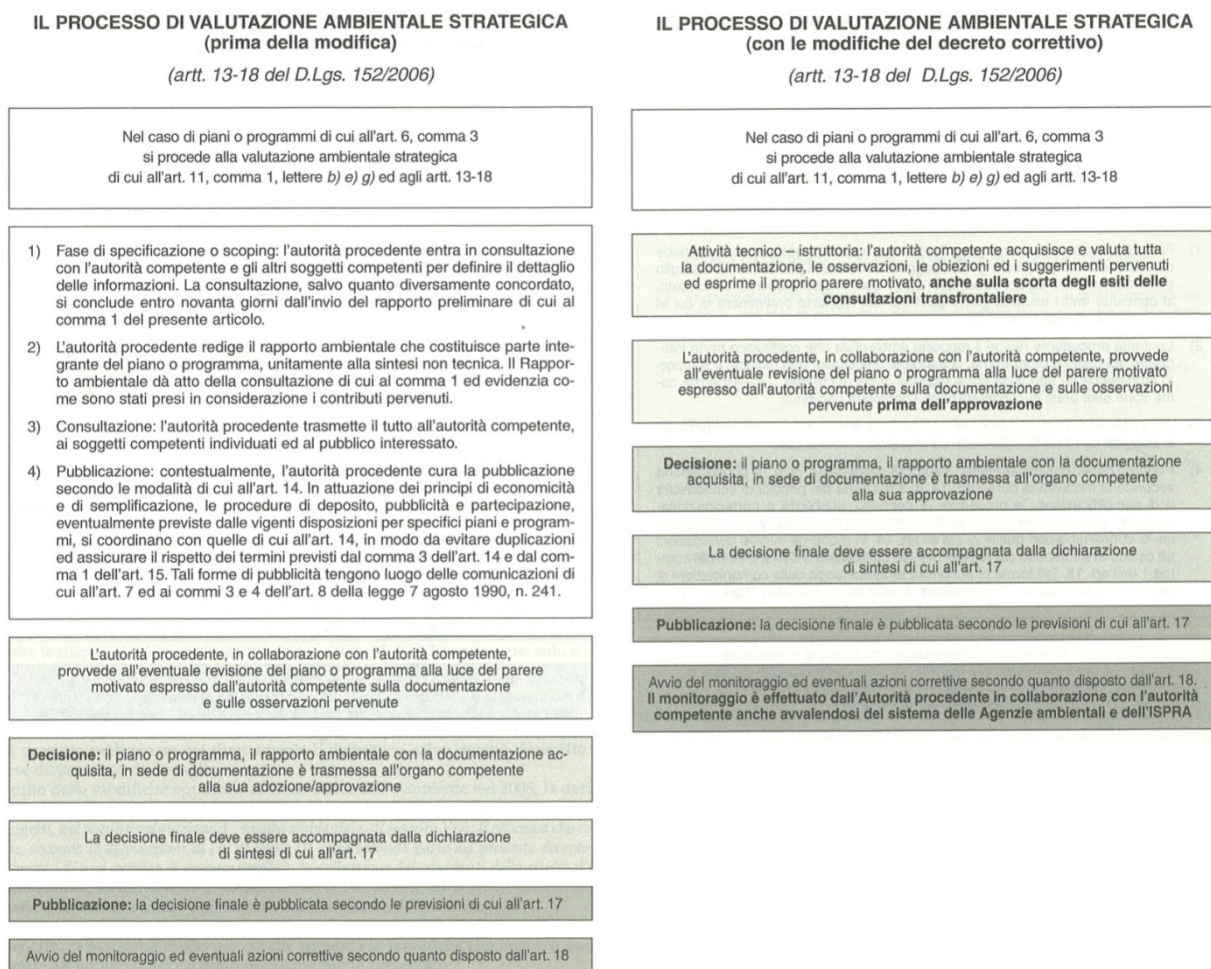 IL PROCESSO DI VALUTAZIONE AMBIENTALE STRATEGICA
(prima della modifica)
(artt. 13-18 del D.Lgs. 152/2006)
Nel caso di piani o programmi di cui all'art. 6, comma 3
si procede alla valutazione ambientale strategica
di cui all'art. 11, comma 1, lettere b) e) g) ed agli artt. 13-18
1) Fase di specificazione o scoping: l'autorità procedente entra in consultazione
con l'autorità competente e gli altri soggetti competenti per definire il dettaglio
delle informazioni. La consultazione, salvo quanto diversamente concordato,
si conclude entro novanta giorni dall'invio del rapporto preliminare di cui al
comma 1 del presente articolo.
2) L'autorità procedente redige il rapporto ambientale che costituisce parte inte-
grante del piano o programma, unitamente alla sintesi non tecnica. Il Rappor-
to ambientale dà atto della consultazione di cui al comma 1 ed evidenzia co-
me sono stati presi in considerazione i contributi pervenuti.
3) Consultazione: l'autorità procedente trasmette il tutto all'autorità competente,
ai soggetti competenti individuati ed al pubblico interessato.
4) Pubblicazione: contestualmente, l'autorità procedente cura la pubblicazione
secondo le modalità di cui all'art. 14. In attuazione dei principi di economicità
e di semplificazione, le procedure di deposito, pubblicità e partecipazione,
eventualmente previste dalle vigenti disposizioni per specifici piani e program-
mi, si coordinano con quelle di cui all'art. 14, in modo da evitare duplicazioni
ed assicurare il rispetto dei termini previsti dal comma 3 dell'art. 14 e dal com-
ma 1 dell'art. 15. Tali forme di pubblicità tengono luogo delle comunicazioni di
cui all'art. 7 ed ai commi 3 e 4 dell'art. 8 della legge 7 agosto 1990, n. 241.
L'autorità procedente, in collaborazione con l'autorità competente,
provvede all'eventuale revisione del piano o programma alla luce del parere
motivato espresso dall'autorità competente sulla documentazione
e sulle osservazioni pervenute
Decisione: il piano o programma, il rapporto ambientale con la documentazione ac-
quisita, in sede di documentazione è trasmessa all'organo competente
alla sua adozione/approvazione
La decisione finale deve essere accompagnata dalla dichiarazione
di sintesi di cui all'art. 17
Pubblicazione: la decisione finale è pubblicata secondo le previsioni di cui all'art. 17
Avvio del monitoraggio ed eventuali azioni correttive secondo quanto disposto dall'art. 18
IL PROCESSO DI VALUTAZIONE AMBIENTALE STRATEGICA
(con le modifiche del decreto correttivo)
(artt. 13-18 del D.Lgs. 152/2006)
Nel caso di piani o programmi di cui all'art. 6, comma 3
si procede alla valutazione ambientale strategica
di cui all'art. 11, comma 1, lettere b) e) g) ed agli artt. 13-18
Attività tecnico – istruttoria: l'autorità competente acquisisce e valuta tutta
la documentazione, le osservazioni, le obiezioni ed i suggerimenti pervenuti
ed esprime il proprio parere motivato, anche sulla scorta degli esiti delle
consultazioni transfrontaliere
L'autorità procedente, in collaborazione con l'autorità competente, provvede
all'eventuale revisione del piano o programma alla luce del parere motivato
espresso dall'autorità competente sulla documentazione e sulle osservazioni
pervenute prima dell'approvazione
Decisione: il piano o programma, il rapporto ambientale con la documentazione
acquisita, in sede di documentazione è trasmessa all'organo competente
alla sua approvazione
La decisione finale deve essere accompagnata dalla dichiarazione
di sintesi di cui all'art. 17
Pubblicazione: la decisione finale è pubblicata secondo le previsioni di cui all'art. 17
Avvio del monitoraggio ed eventuali azioni correttive secondo quanto disposto dall'art. 18.
Il monitoraggio è effettuato dall'Autorità procedente in collaborazione con l'autorità
competente anche avvalendosi del sistema delle Agenzie ambientali e dell'ISPRA